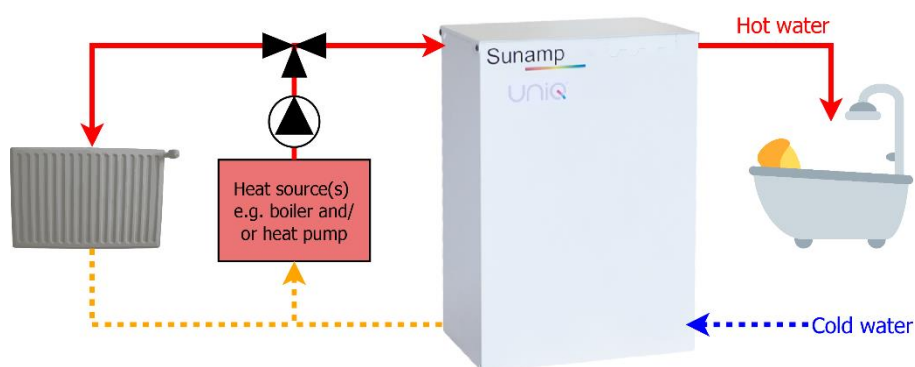 Hot water
Sunamp
UniQ
Heat source(s)
e.g. boiler and/
or heat pump
Cold water